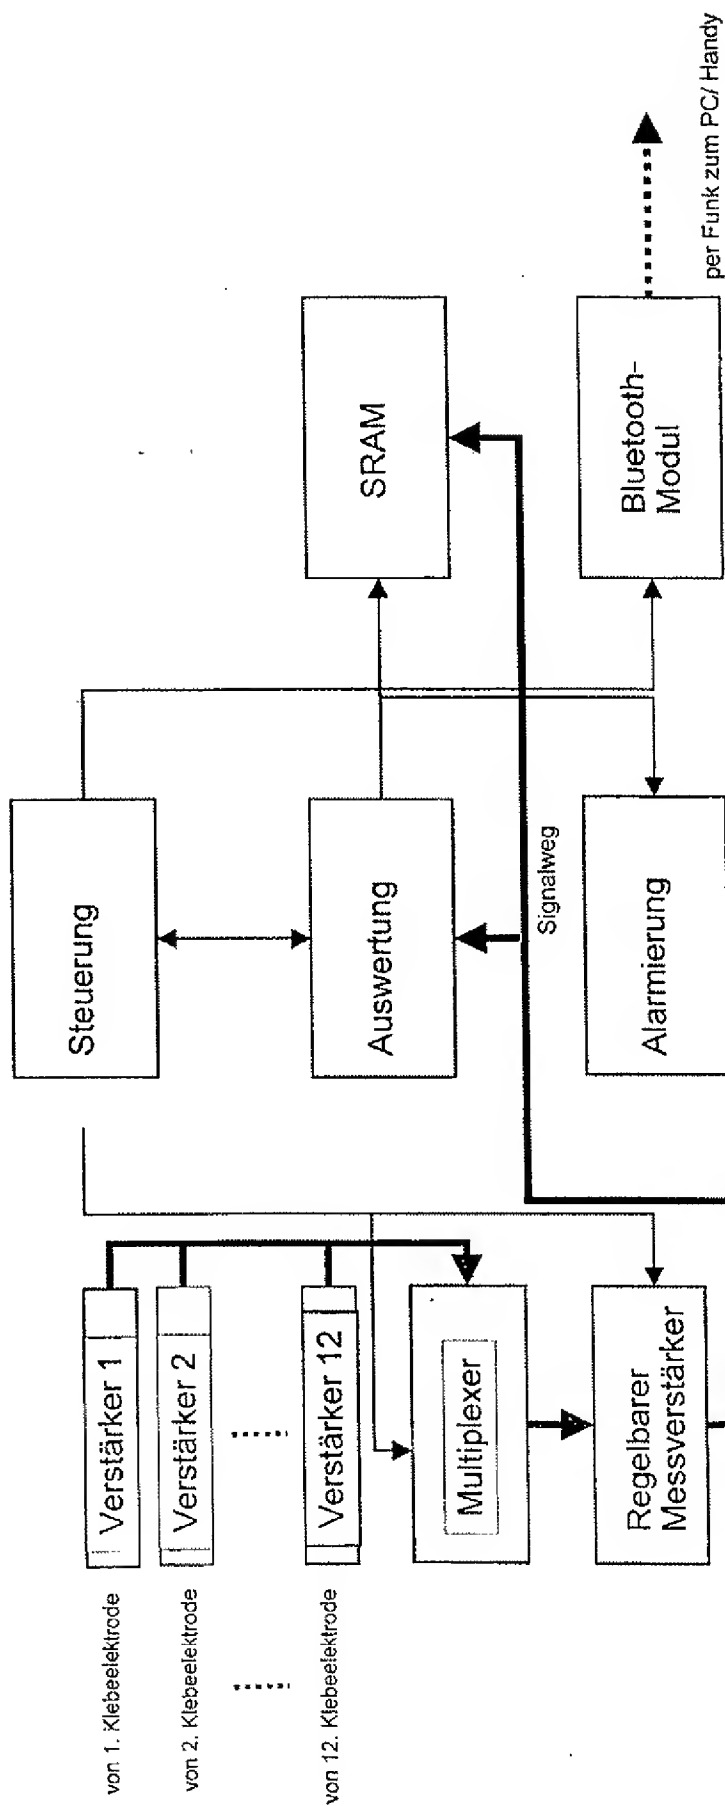 von 1. Klebeelektrode
Verstärker 1
von 2. Klebeelektrode
Verstärker 2
von 12. Klebeelektrode
Verstärker 12
Multiplexer
Regelbarer
Messverstärker
Steuerung
Auswertung
Signalweg
Alarmierung
SRAM
Bluetooth-
Modul
per Funk zum PC/ Handy